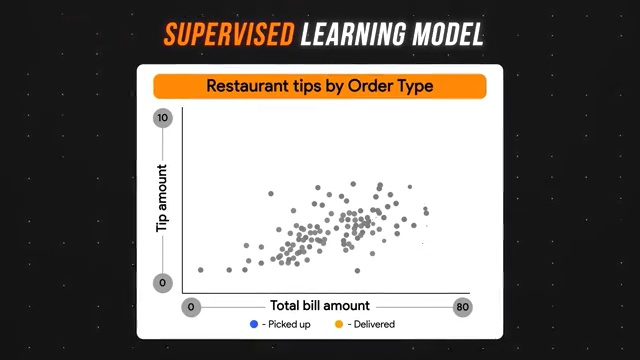 SUPERVISED LEARNING MODEL
Restaurant tips by Order Type
10
Tip amount
0
0
Total bill amount
80
- Picked up
- Delivered